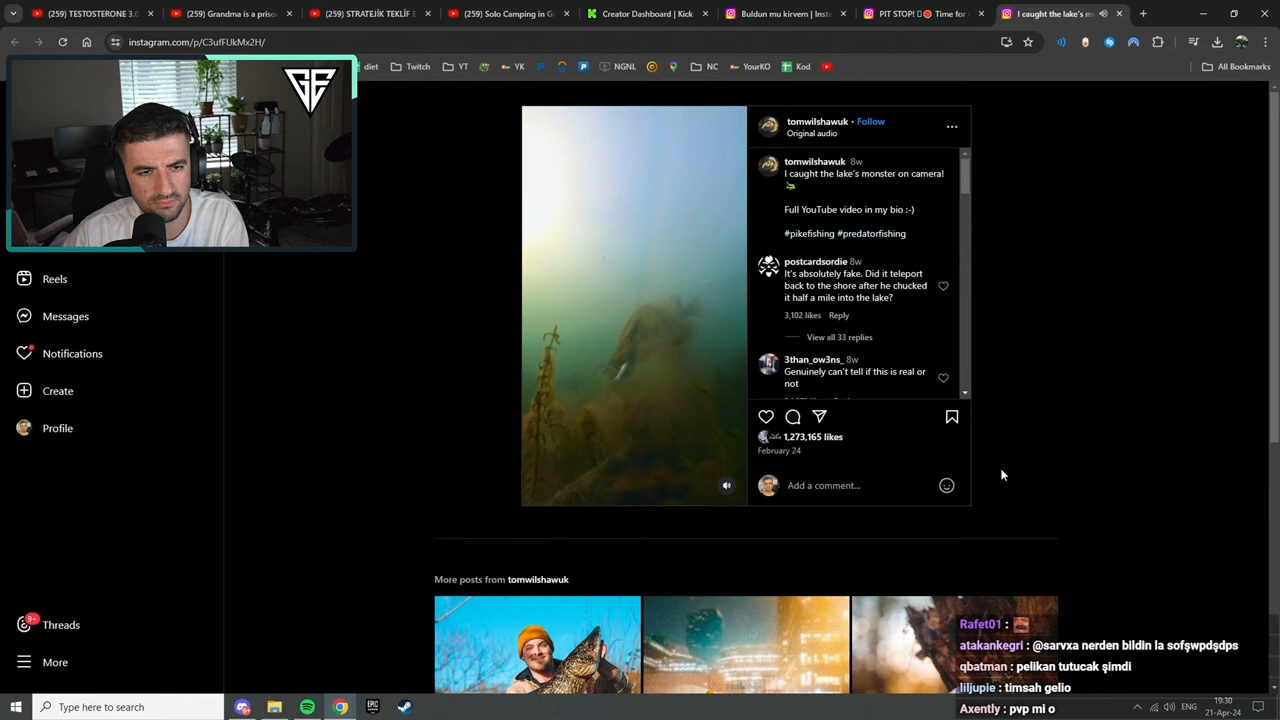 (259) TESTOSTERONE 3.0
(259) Grandma is a priso
(259) STRATEJİK TEKLİF E
(259) Solo Camping in G
Creator Dashboard | Kick
Buldun mu kirvem | Insta
PIT STOP!
Time for
I caught the lake's m
instagram.com/p/C3ufFUkMx2H/
diet
Twitch
YT
YK
NGNL
NC
YourKO
Kod
All Bookmarks
GE
Reels
Messages
Notifications
Create
Profile
9+
Threads
More
tomwilshawuk • Follow
Original audio
tomwilshawuk 8w
I caught the lake's monster on camera!
Full YouTube video in my bio :-)
#pikefishing #predatorfishing
postcardsordie 8w
It's absolutely fake. Did it teleport
back to the shore after he chucked
it half a mile into the lake?
3,102 likes Reply
View all 33 replies
3than_ow3ns_ 8w
Genuinely can't tell if this is real or
not
1,273,165 likes
February 24
Add a comment...
More posts from tomwilshawuk
Rafet01 :
atakankegri : @sarvxa nerden bildin la sofşwpdşdps
qbatman : pelikan tutucak şimdi
liljupie : timsah gelio
Axently : pvp mi o
Type here to search
EPIC
ENG
19:30
21-Apr-24